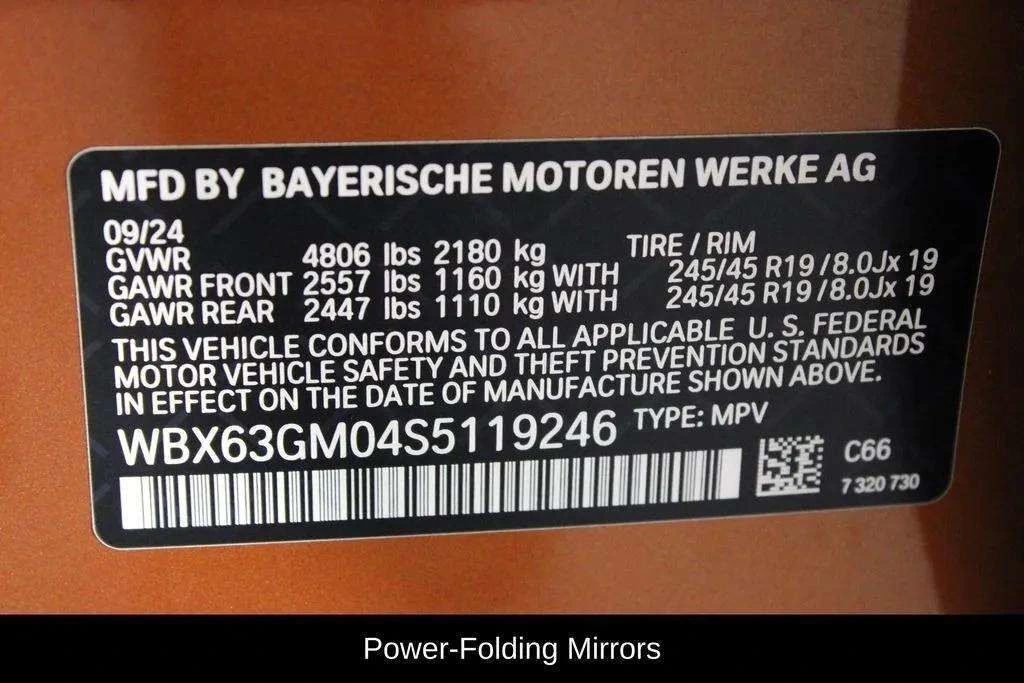 MFD BY BAYERISCHE MOTOREN WERKE AG
09/24
GVWR 4806 lbs 2180 kg TIRE / RIM
GAWR FRONT 2557 lbs 1160 kg WITH 245/45 R19 /8.0Jx 19
GAWR REAR 2447 lbs 1110 kg WITH 245/45 R19 /8.0Jx 19
THIS VEHICLE CONFORMS TO ALL APPLICABLE U. S. FEDERAL
MOTOR VEHICLE SAFETY AND THEFT PREVENTION STANDARDS
IN EFFECT ON THE DATE OF MANUFACTURE SHOWN ABOVE.
WBX63GM04S5119246 TYPE: MPV
C66
7 320 730
Power-Folding Mirrors